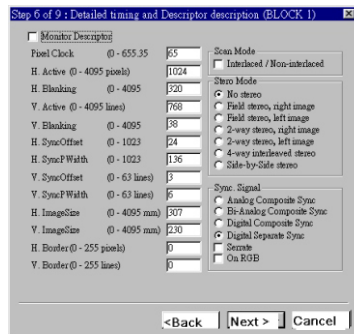 Step 6 of 9 : Detailed timing and Descriptor description (BLOCK 1)
Monitor Descriptor
Pixel Clock (0 - 655.35 65
H. Active (0 - 4095 pixels) 1024
H. Blanking (0 - 4095 320
V. Active (0 - 4095 lines) 768
V. Blanking (0 - 4095 38
H. SyncOffset (0 - 1023 24
H. SyncPWidth (0 - 1023 136
V. SyncOffset (0 - 63 lines) 3
V. SyncPWidth (0 - 63 lines) 6
H. ImageSize (0 - 4095 mm) 307
V. ImageSize (0 - 4095 mm) 230
H. Border (0 - 255 pixels) 0
V. Border (0 - 255 lines) 0
Scan Mode
Interlaced / Non-interlaced
Stero Mode
No stereo
Field stereo, right image
Field stereo, left image
2-way stereo, right image
2-way stereo, left image
4-way interleaved stereo
Side-by-Side stereo
Sync. Signal
Analog Composite Sync
Bi-Analog Composite Sync
Digital Composite Sync
Digital Separate Sync
Serrate
On RGB
<Back Next > Cancel